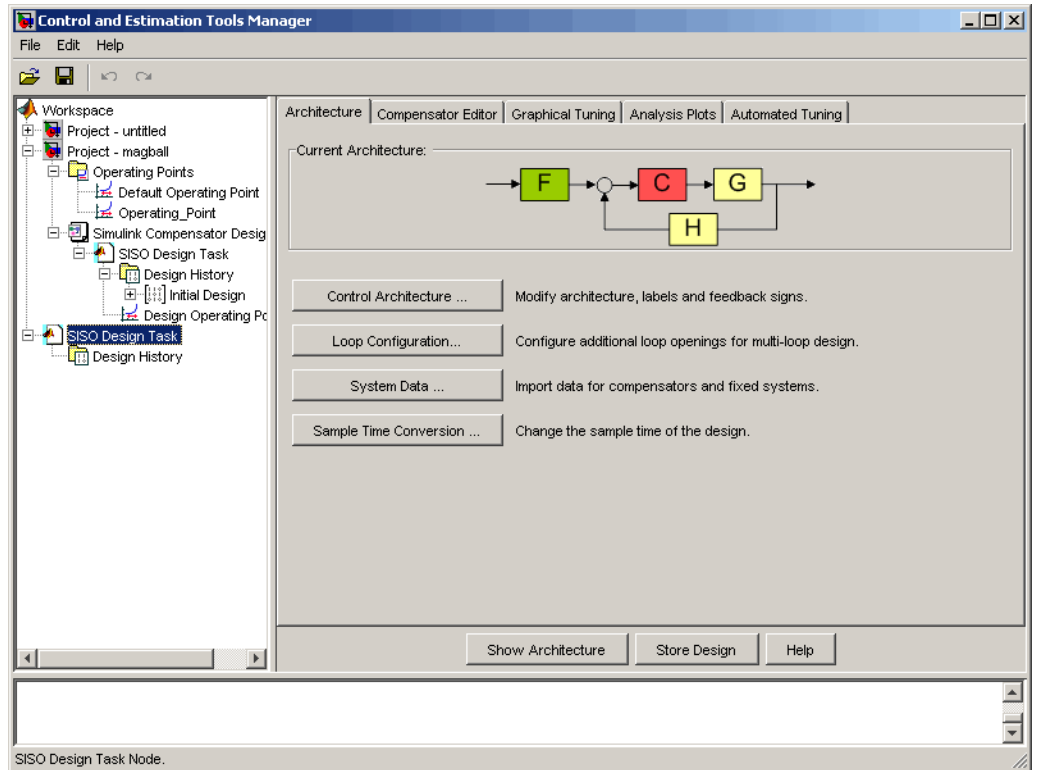 Control and Estimation Tools Manager
File Edit Help
Workspace
Project - untitled
Project - magball
Operating Points
Default Operating Point
Operating_Point
Simulink Compensator Desig
SISO Design Task
Design History
Initial Design
Design Operating Po
SISO Design Task
Design History
Architecture Compensator Editor Graphical Tuning Analysis Plots Automated Tuning
Current Architecture:
F C G
H
Control Architecture ... Modify architecture, labels and feedback signs.
Loop Configuration... Configure additional loop openings for multi-loop design.
System Data ... Import data for compensators and fixed systems.
Sample Time Conversion ... Change the sample time of the design.
Show Architecture Store Design Help
SISO Design Task Node.